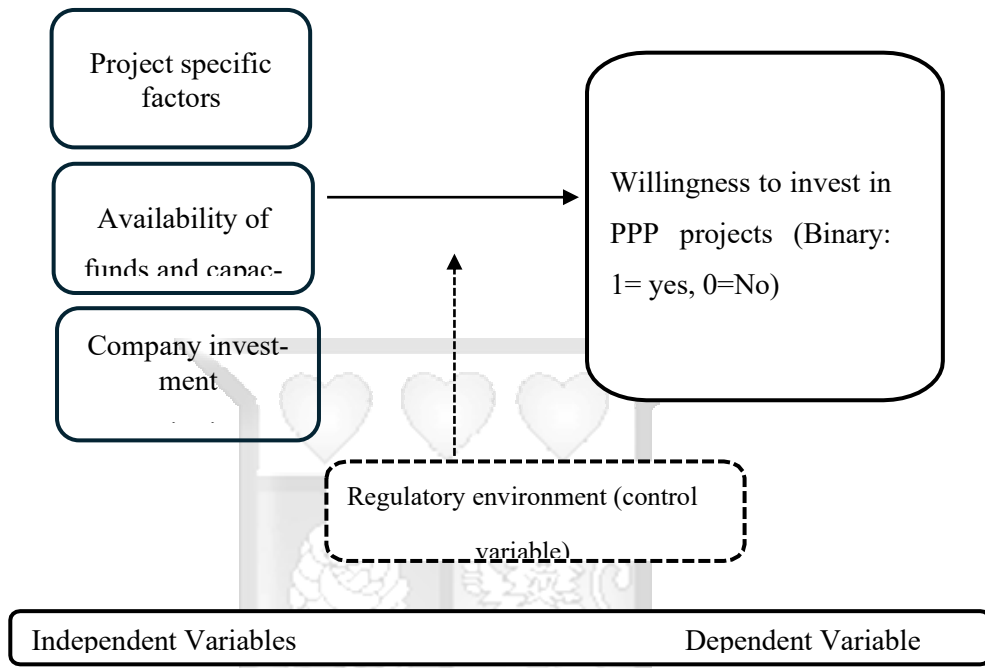 Project specific
factors
Availability of
funds and capac-
Company invest-
ment
Willingness to invest in
PPP projects (Binary:
1= yes, 0=No)
Regulatory environment (control
variable)
Independent Variables
Dependent Variable